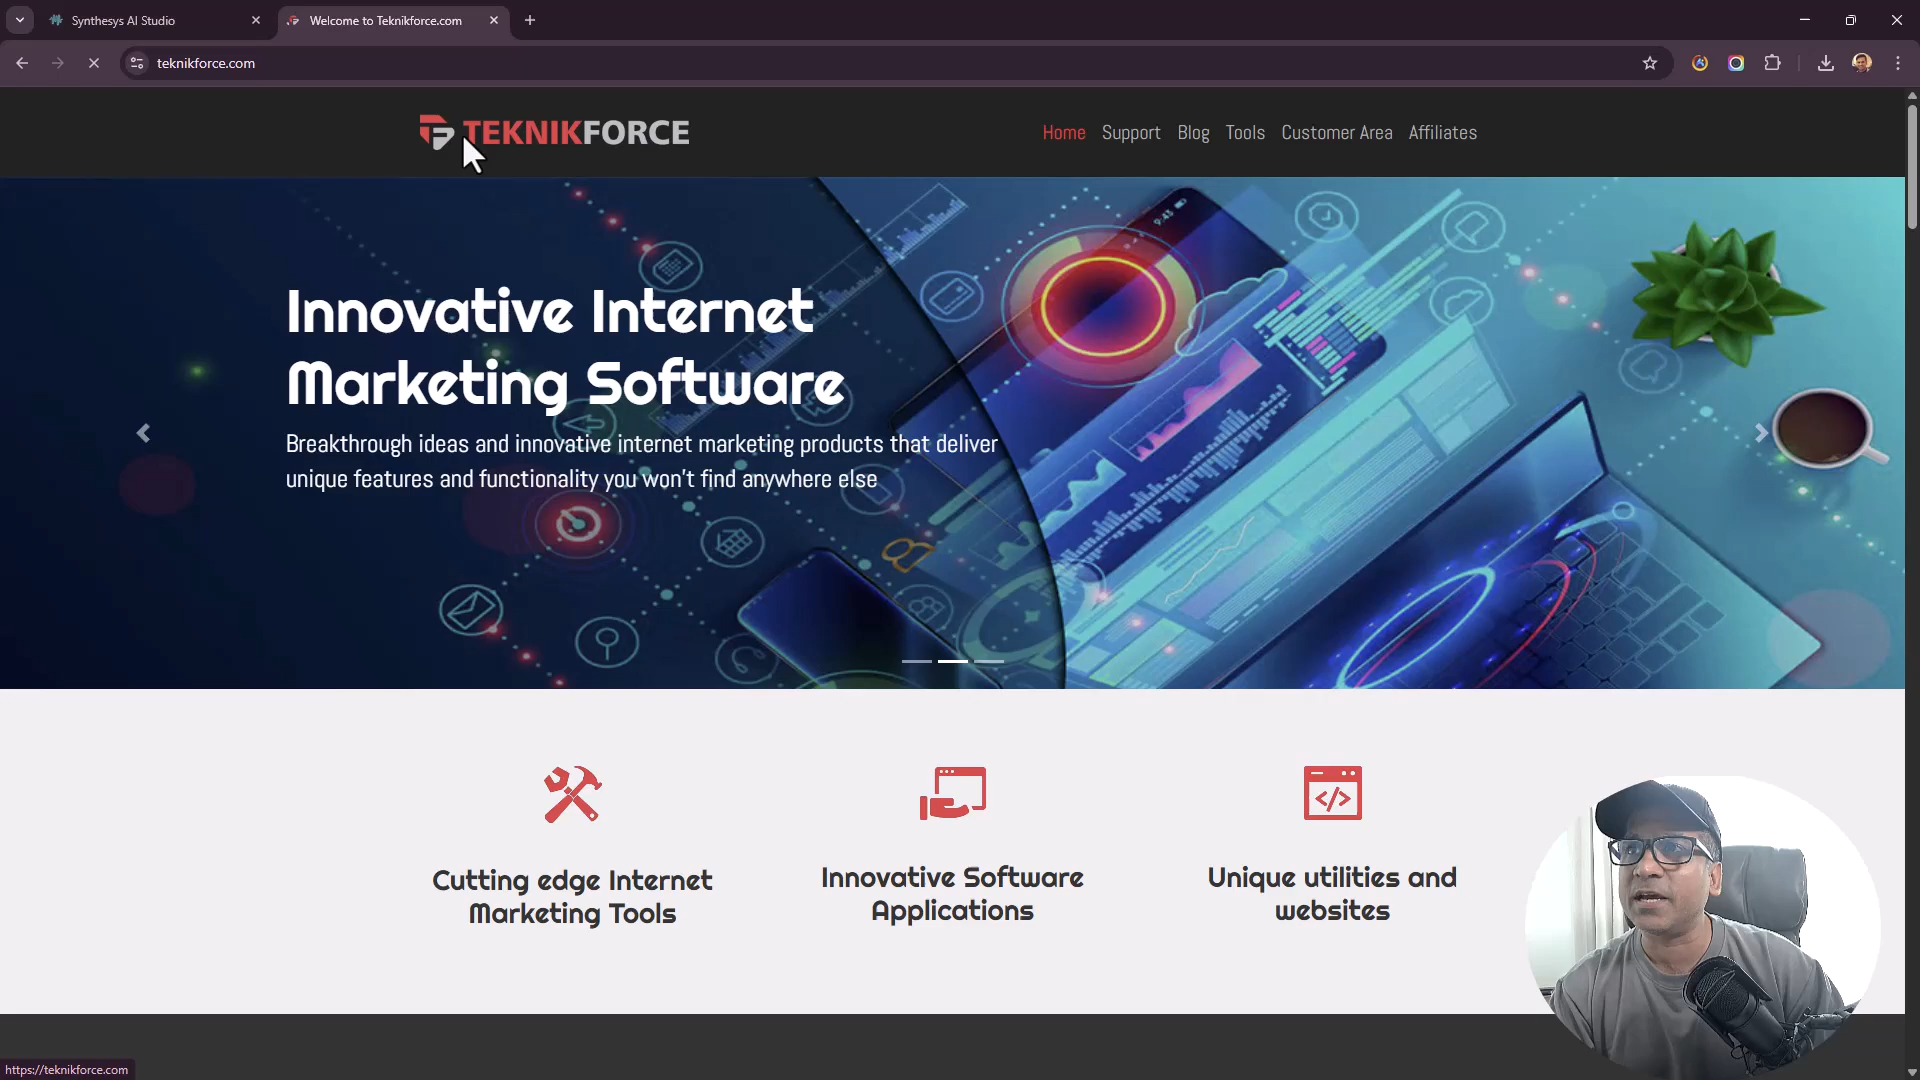 Synthesys AI Studio
Welcome to Teknikforce.com
teknikforce.com
TEKNIKFORCE
Home Support Blog Tools Customer Area Affiliates
9:43
Innovative Internet
Marketing Software
Breakthrough ideas and innovative internet marketing products that deliver
unique features and functionality you won't find anywhere else
Cutting edge Internet
Marketing Tools
Innovative Software
Applications
Unique utilities and
websites
https://teknikforce.com